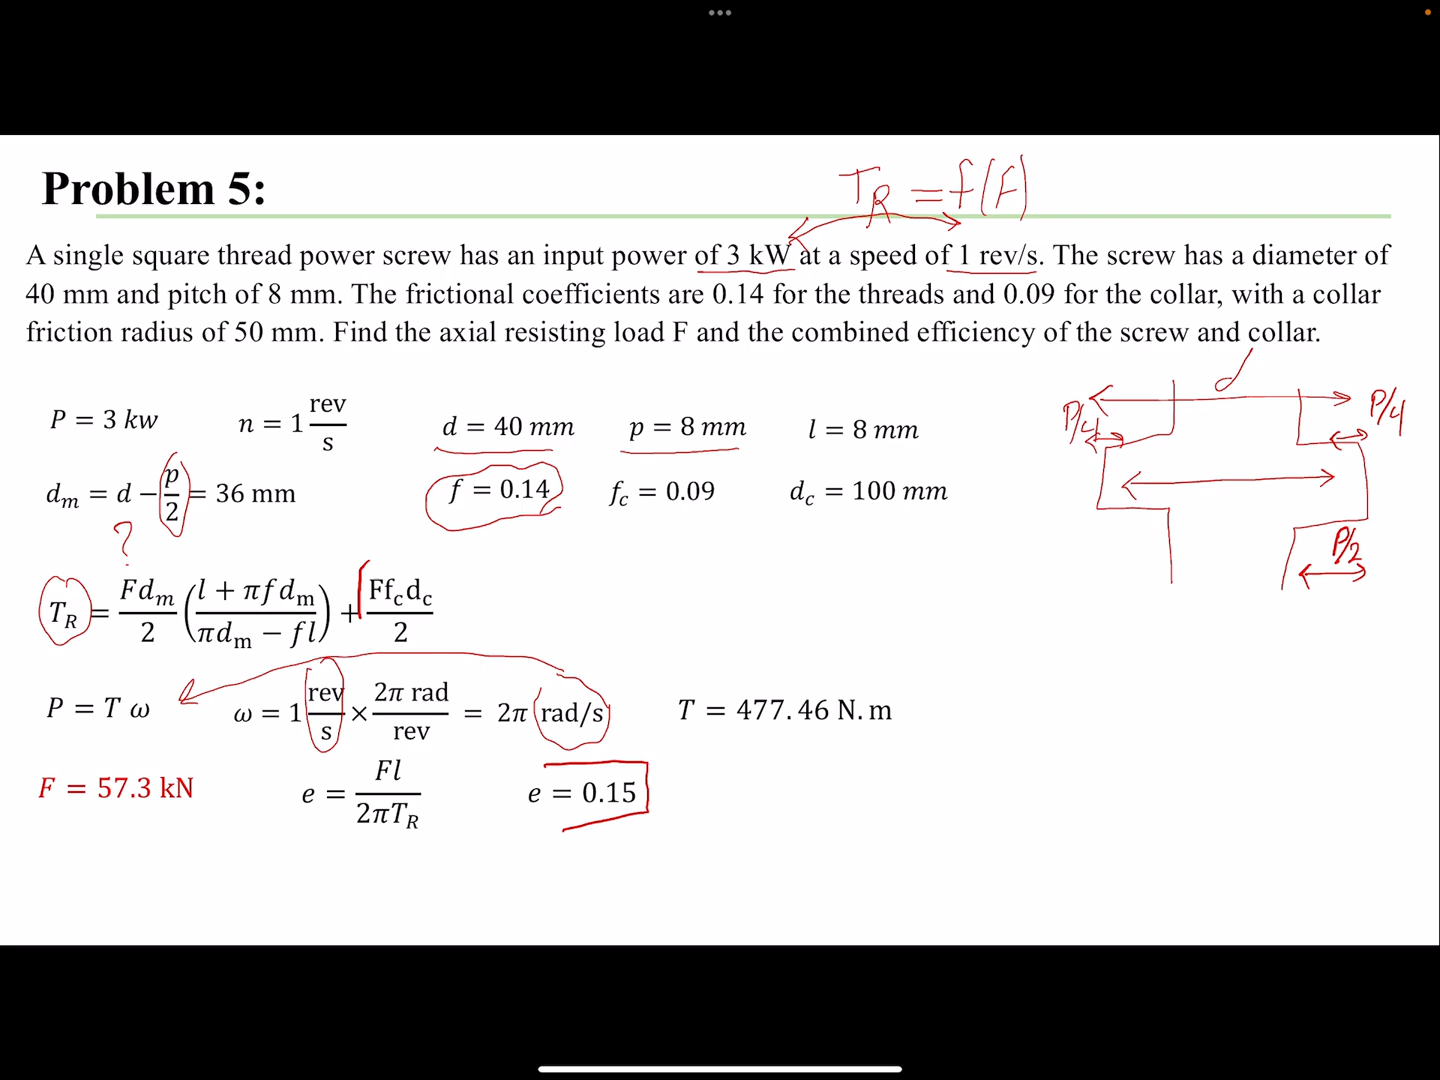 Problem 5:
T_R = f(F)
A single square thread power screw has an input power of 3 kW at a speed of 1 rev/s. The screw has a diameter of
40 mm and pitch of 8 mm. The frictional coefficients are 0.14 for the threads and 0.09 for the collar, with a collar
friction radius of 50 mm. Find the axial resisting load F and the combined efficiency of the screw and collar.
d
P/4 P/4
P = 3 kw n = 1 rev/s d = 40 mm p = 8 mm l = 8 mm
d_m = d − p/2 = 36 mm f = 0.14 f_c = 0.09 d_c = 100 mm
?
P/2
T_R = Fd_m/2 ((l + πfd_m)/(πd_m − fl)) + Ff_cd_c/2
P = T ω ω = 1 rev/s × 2π rad/rev = 2π rad/s T = 477.46 N.m
F = 57.3 kN e = Fl/2πT_R e = 0.15